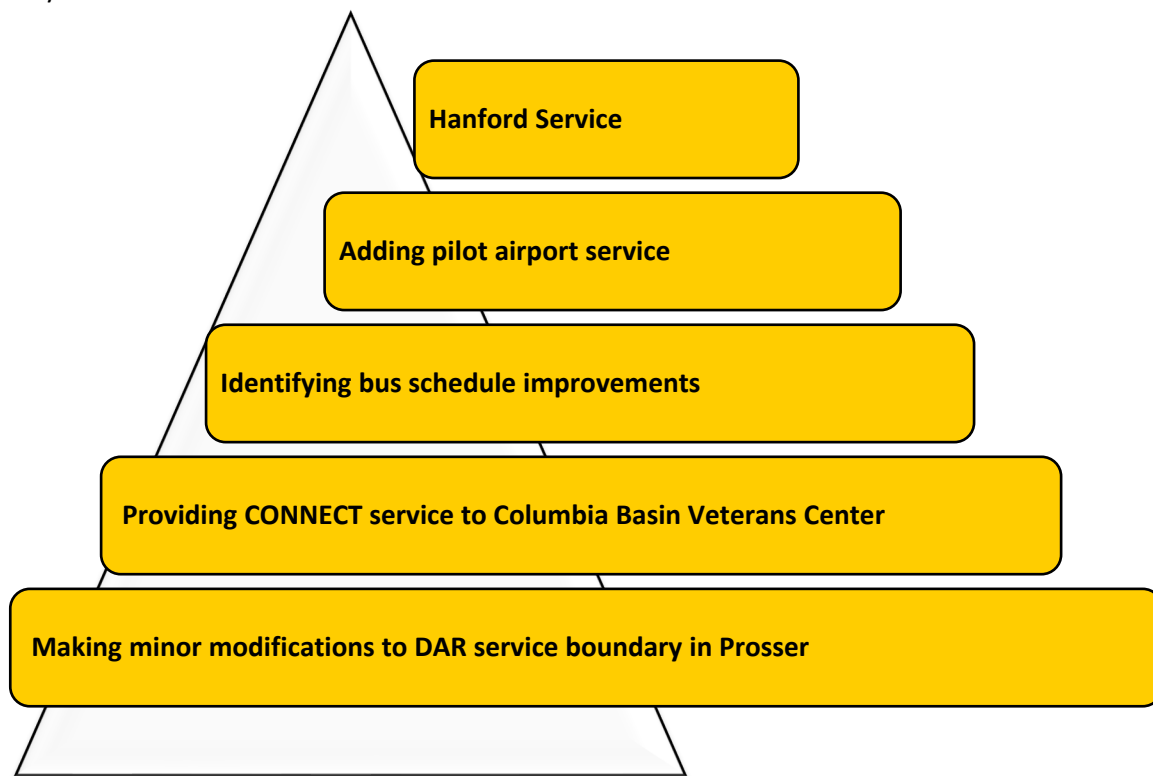 Hanford Service
Adding pilot airport service
Identifying bus schedule improvements
Providing CONNECT service to Columbia Basin Veterans Center
Making minor modifications to DAR service boundary in Prosser